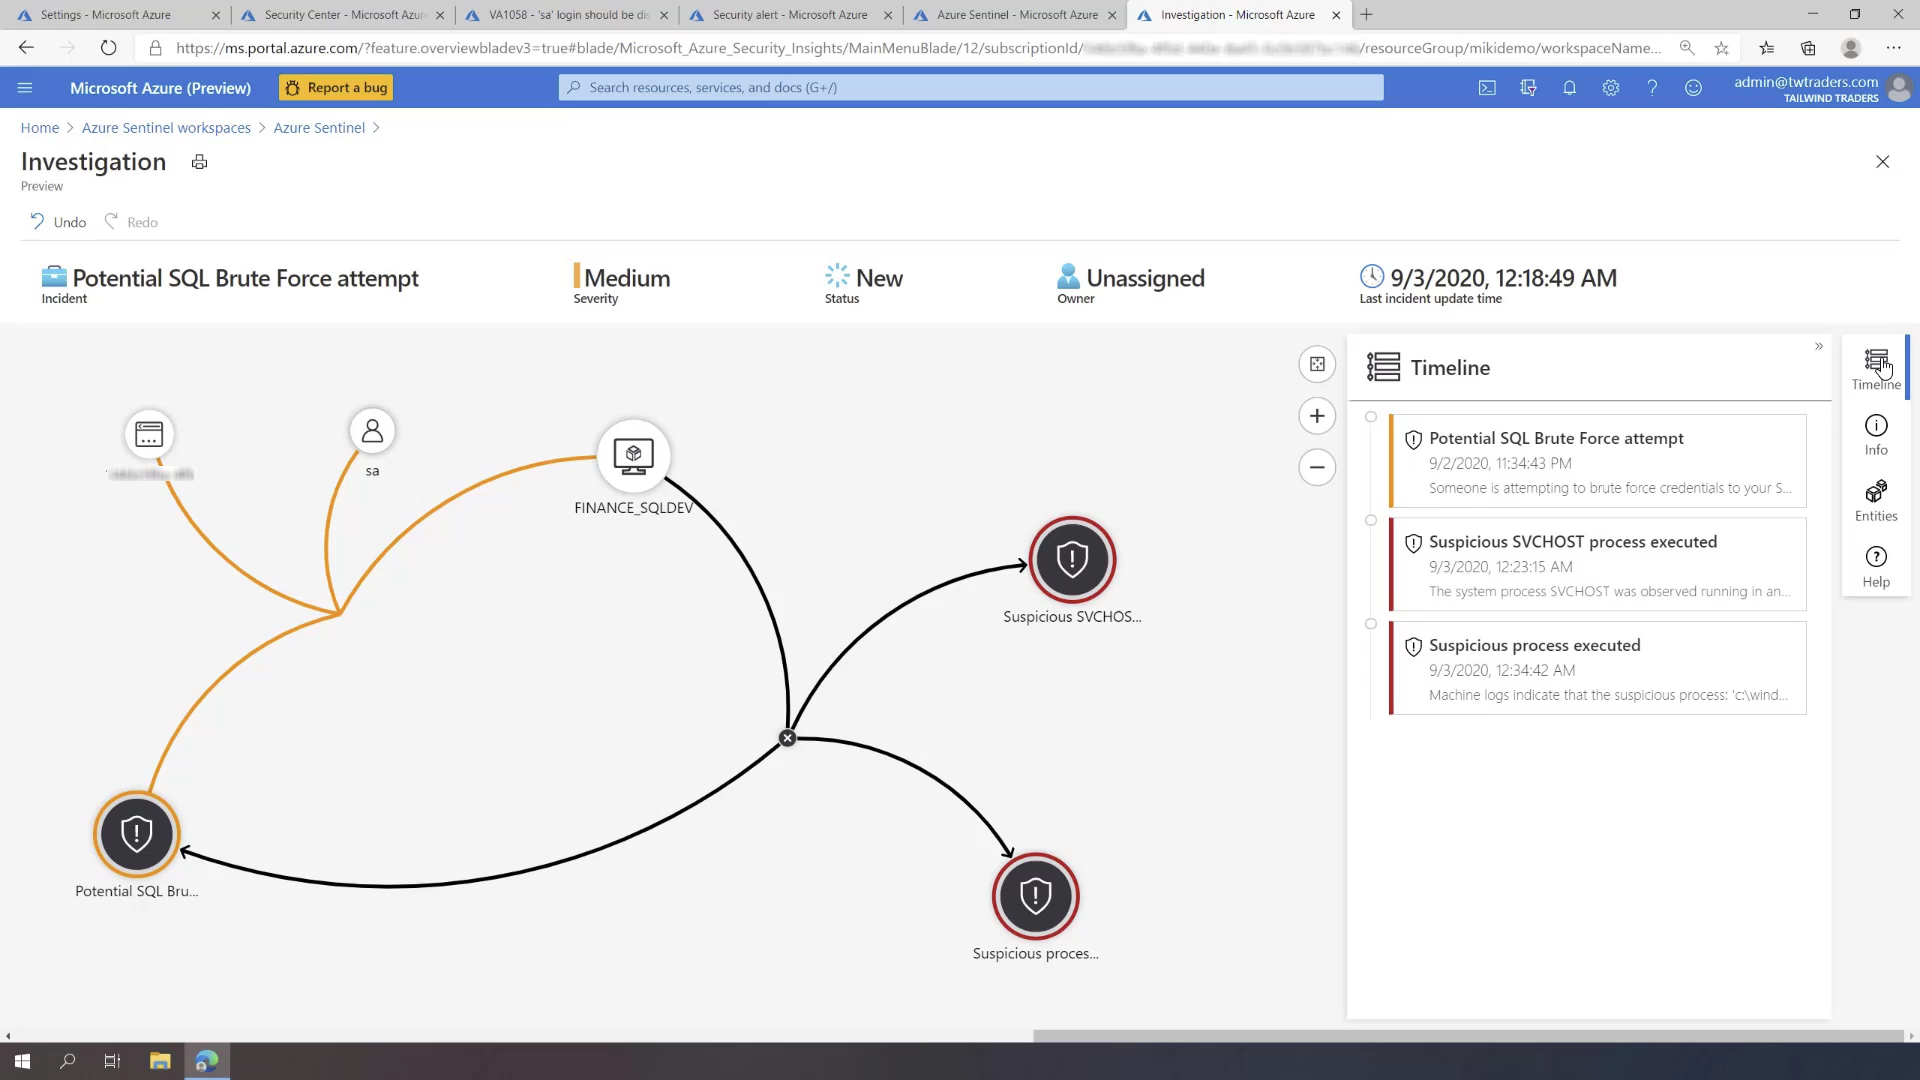 Settings - Microsoft Azure
Security Center - Microsoft Azur
VA1058 - 'sa' login should be dis
Security alert - Microsoft Azure
Azure Sentinel - Microsoft Azure
Investigation - Microsoft Azure
https://ms.portal.azure.com/?feature.overviewbladev3=true#blade/Microsoft_Azure_Security_Insights/MainMenuBlade/12/subscriptionId/
/resourceGroup/mikidemo/workspaceName...
Microsoft Azure (Preview)
Report a bug
Search resources, services, and docs (G+/)
admin@twtraders.com
TAILWIND TRADERS
Home > Azure Sentinel workspaces > Azure Sentinel >
Investigation
Preview
Undo
Redo
Potential SQL Brute Force attempt
Incident
Medium
Severity
New
Status
Unassigned
Owner
9/3/2020, 12:18:49 AM
Last incident update time
sa
FINANCE_SQLDEV
Suspicious SVCHOS...
Potential SQL Bru...
Suspicious proces...
Timeline
Potential SQL Brute Force attempt
9/2/2020, 11:34:43 PM
Someone is attempting to brute force credentials to your S...
Suspicious SVCHOST process executed
9/3/2020, 12:23:15 AM
The system process SVCHOST was observed running in an...
Suspicious process executed
9/3/2020, 12:34:42 AM
Machine logs indicate that the suspicious process: 'c:\wind...
Timeline
Info
Entities
Help